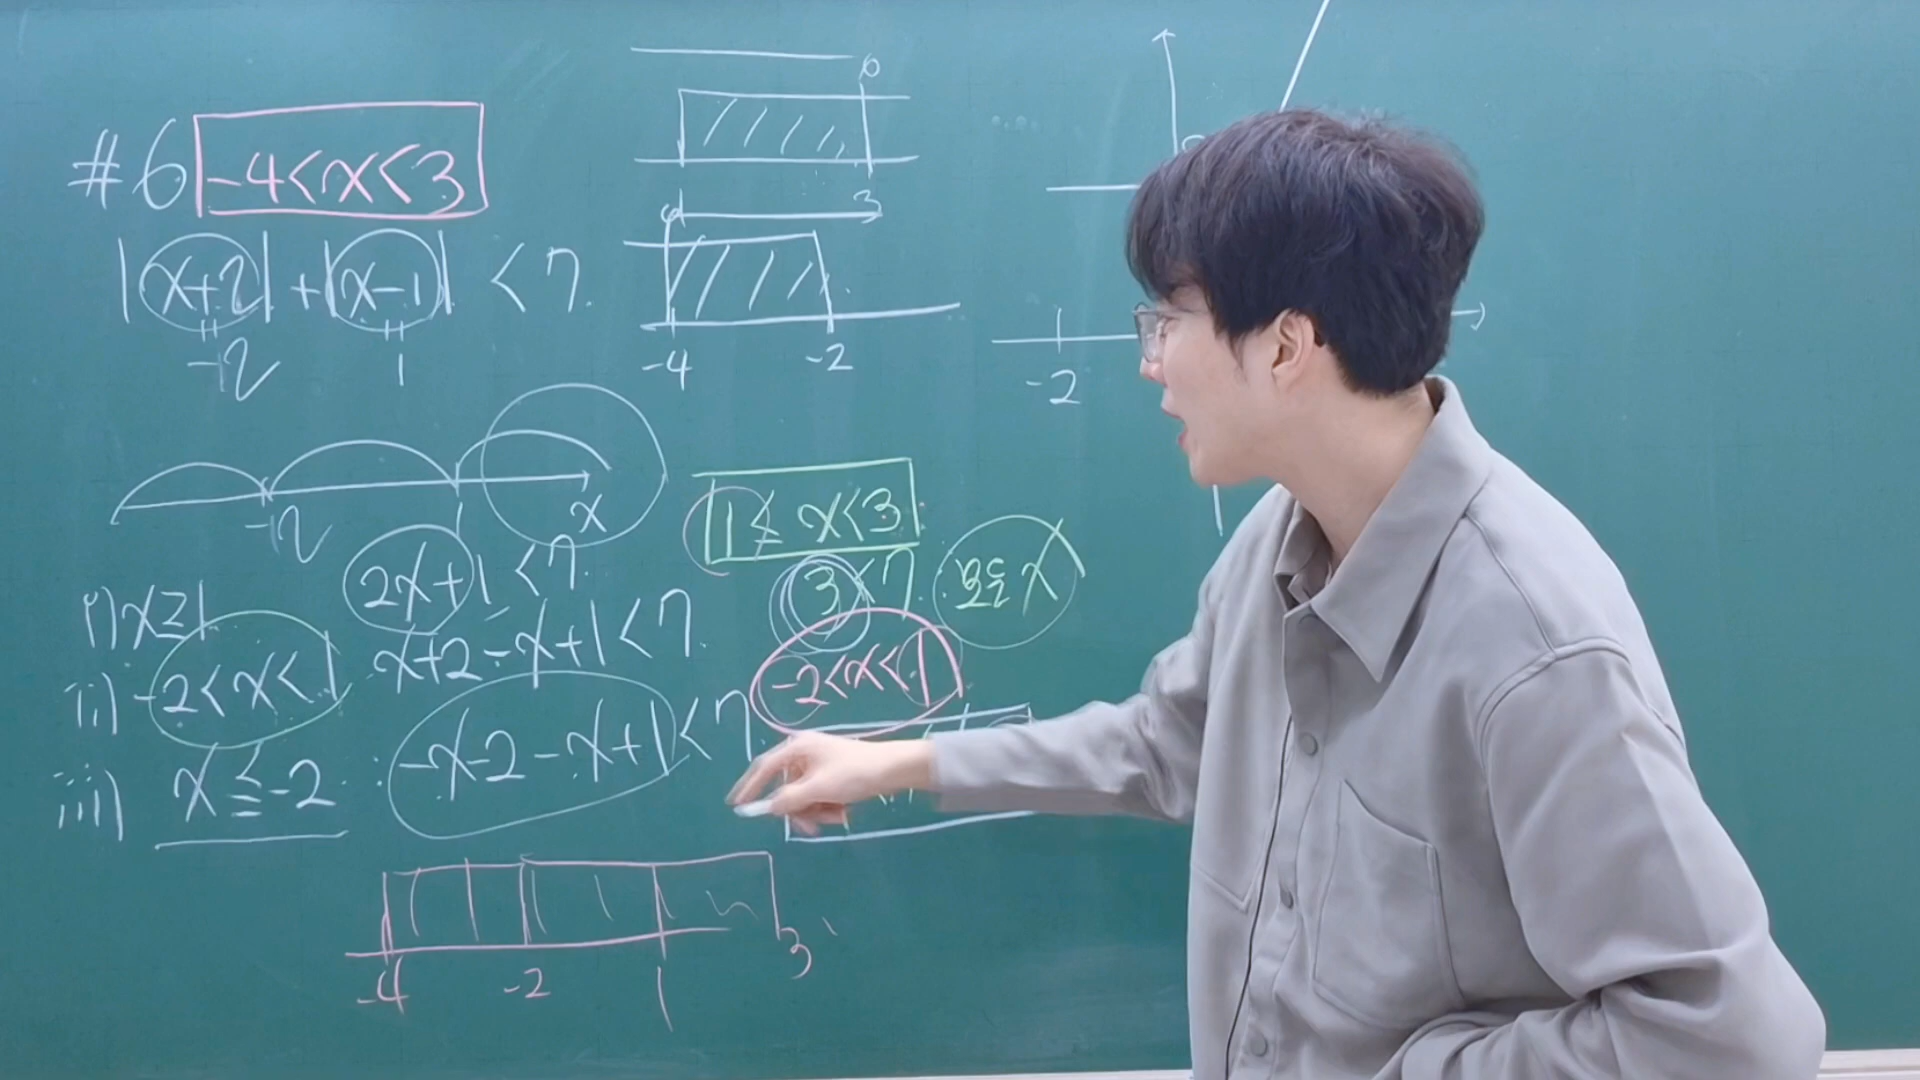 #6 -4<x<3
|x+2| + |x-1| < 7.
-2
1
0
3
-4
-2
-2
-2
1
x
1≤x<3
i) x≥1
2x+1<7.
3<7.
모든 x
ii) -2<x<1
x+2-x+1<7.
-2<x<1
iii) x≤-2
-x-2-x+1<7.
-4
-2
1
3